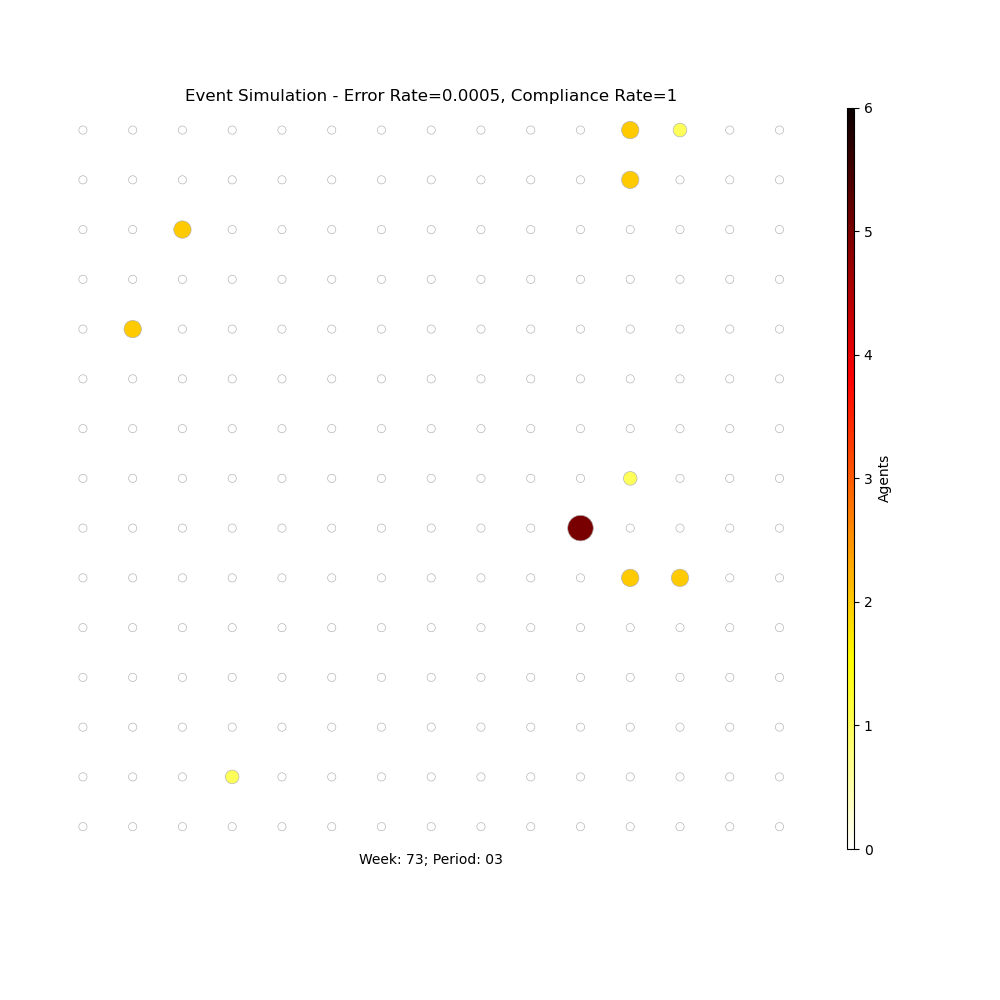 Event Simulation - Error Rate=0.0005, Compliance Rate=1
6
5
4
3
2
1
0
Agents
Week: 73; Period: 03